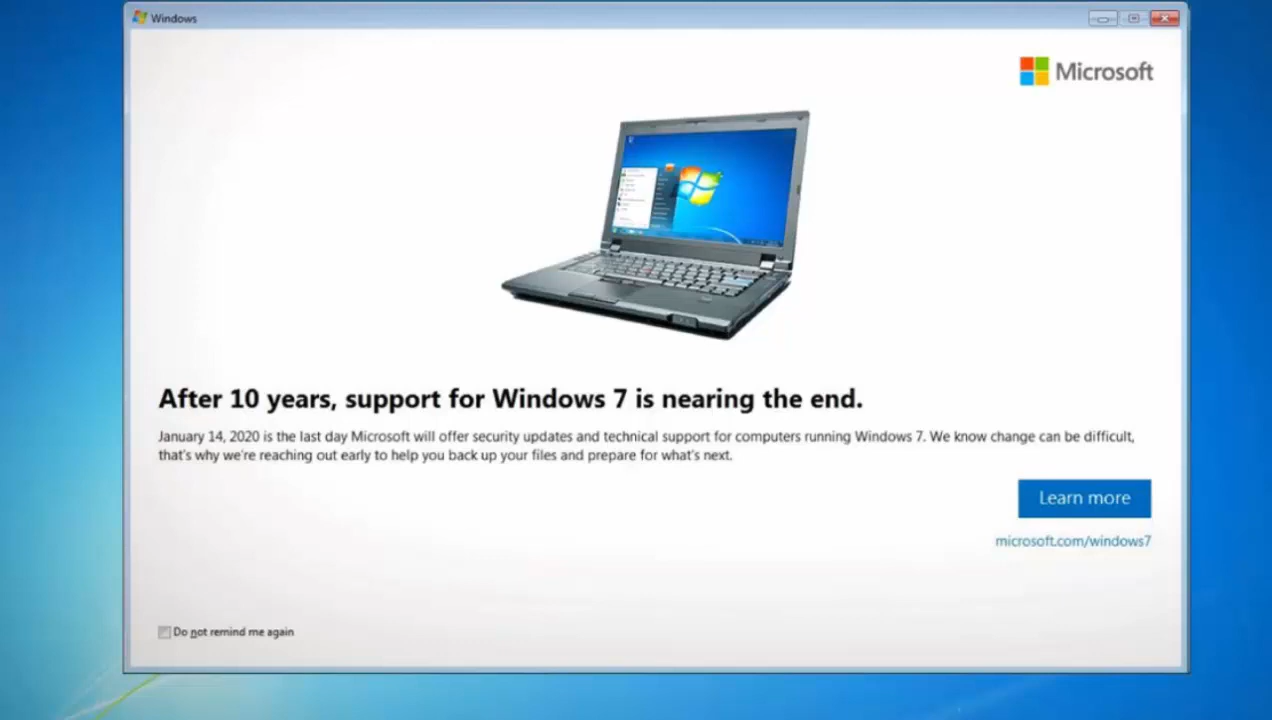 Windows
Microsoft
After 10 years, support for Windows 7 is nearing the end.
January 14, 2020 is the last day Microsoft will offer security updates and technical support for computers running Windows 7. We know change can be difficult,
that's why we're reaching out early to help you back up your files and prepare for what's next.
Learn more
microsoft.com/windows7
Do not remind me again